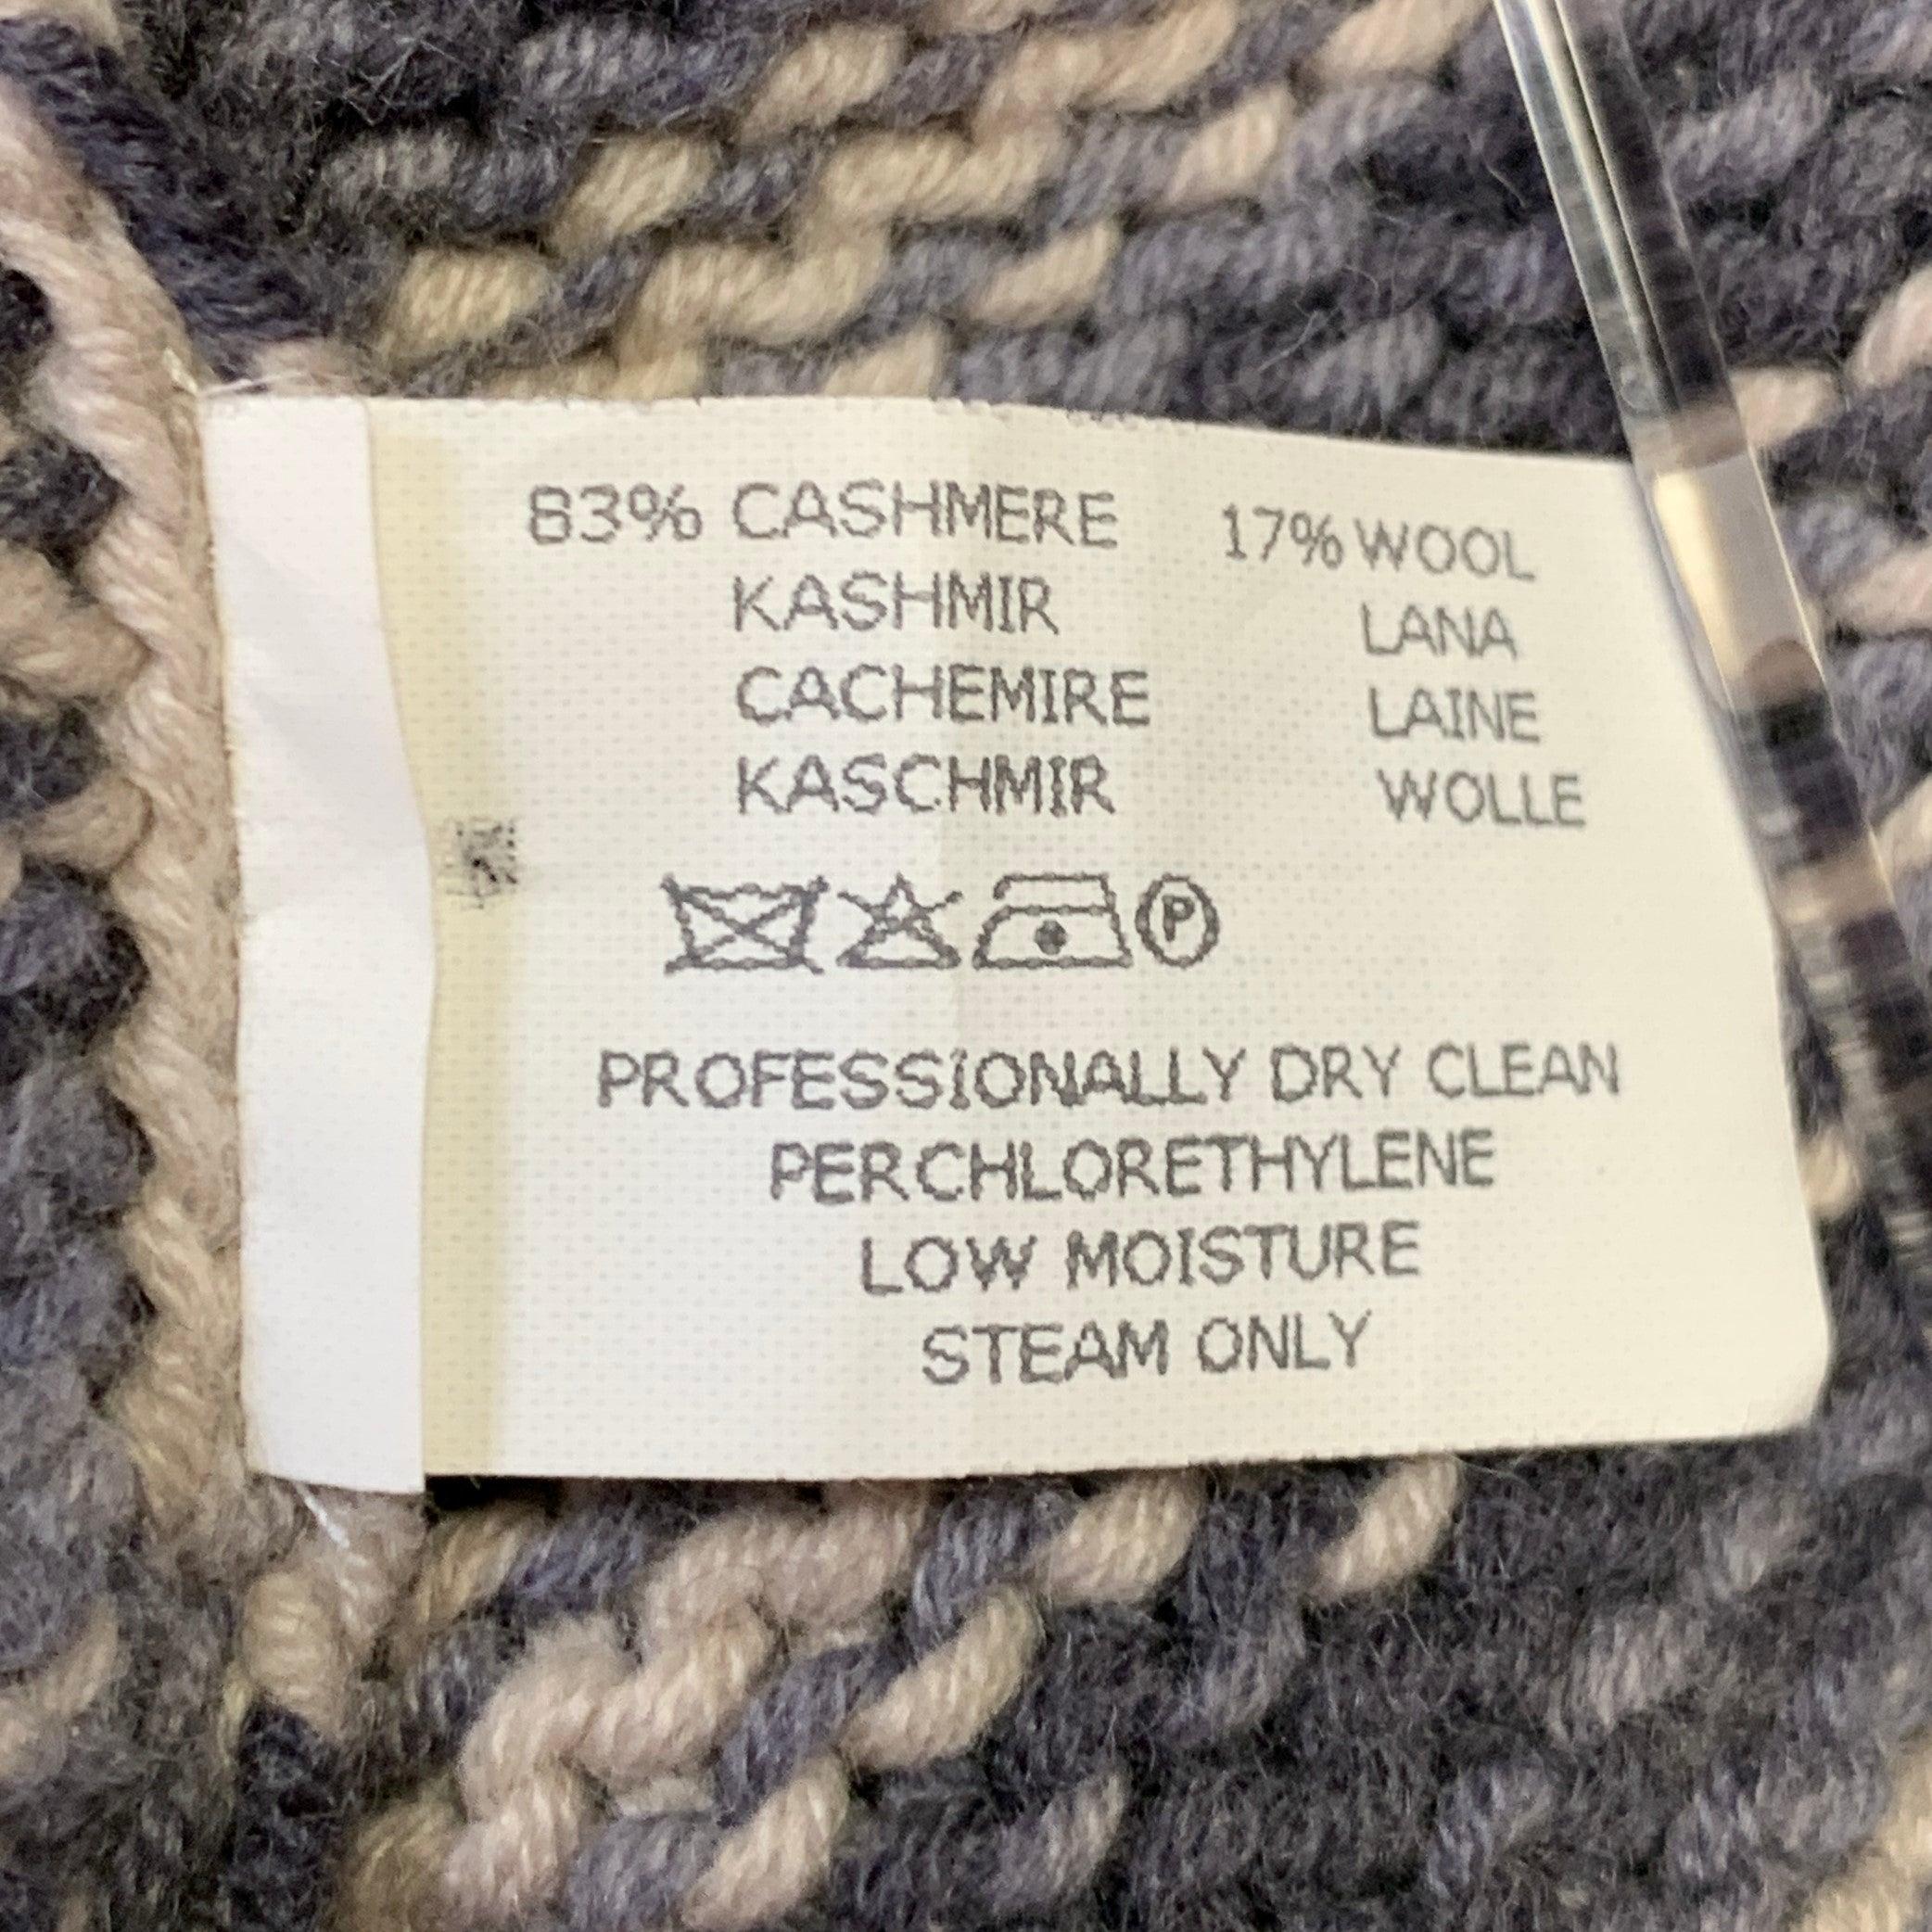 83% CASHMERE 17% WOOL
KASHMIR LANA
CACHEMIRE LAINE
KASCHMIR WOLLE
P
PROFESSIONALLY DRY CLEAN
PERCHLORETHYLENE
LOW MOISTURE
STEAM ONLY